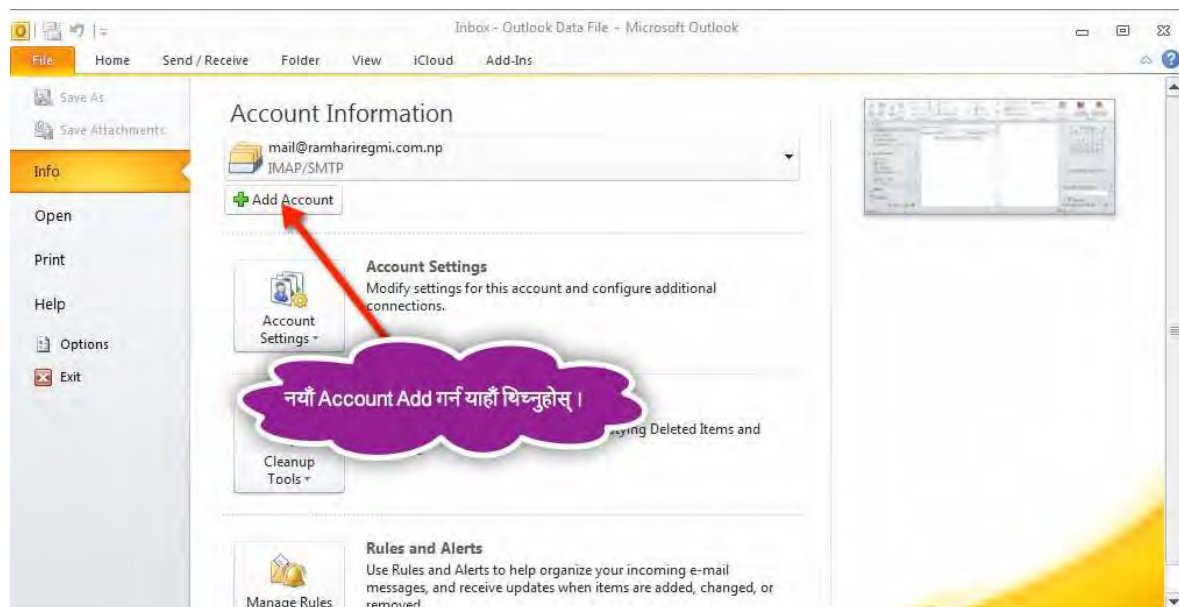 Inbox - Outlook Data File - Microsoft Outlook
File Home Send / Receive Folder View iCloud Add-Ins
Save As
Save Attachments
Info
Open
Print
Help
Options
Exit
Account Information
mail@ramhariregmi.com.np
IMAP/SMTP
Add Account
Account Settings
Account Settings
Modify settings for this account and configure additional
connections.
नयाँ Account Add गर्न याहाँ थिच्नुहोस् ।
Cleanup
Tools
Deleted Items and
Manage Rules
Rules and Alerts
Use Rules and Alerts to help organize your incoming e-mail
messages, and receive updates when items are added, changed, or
removed.